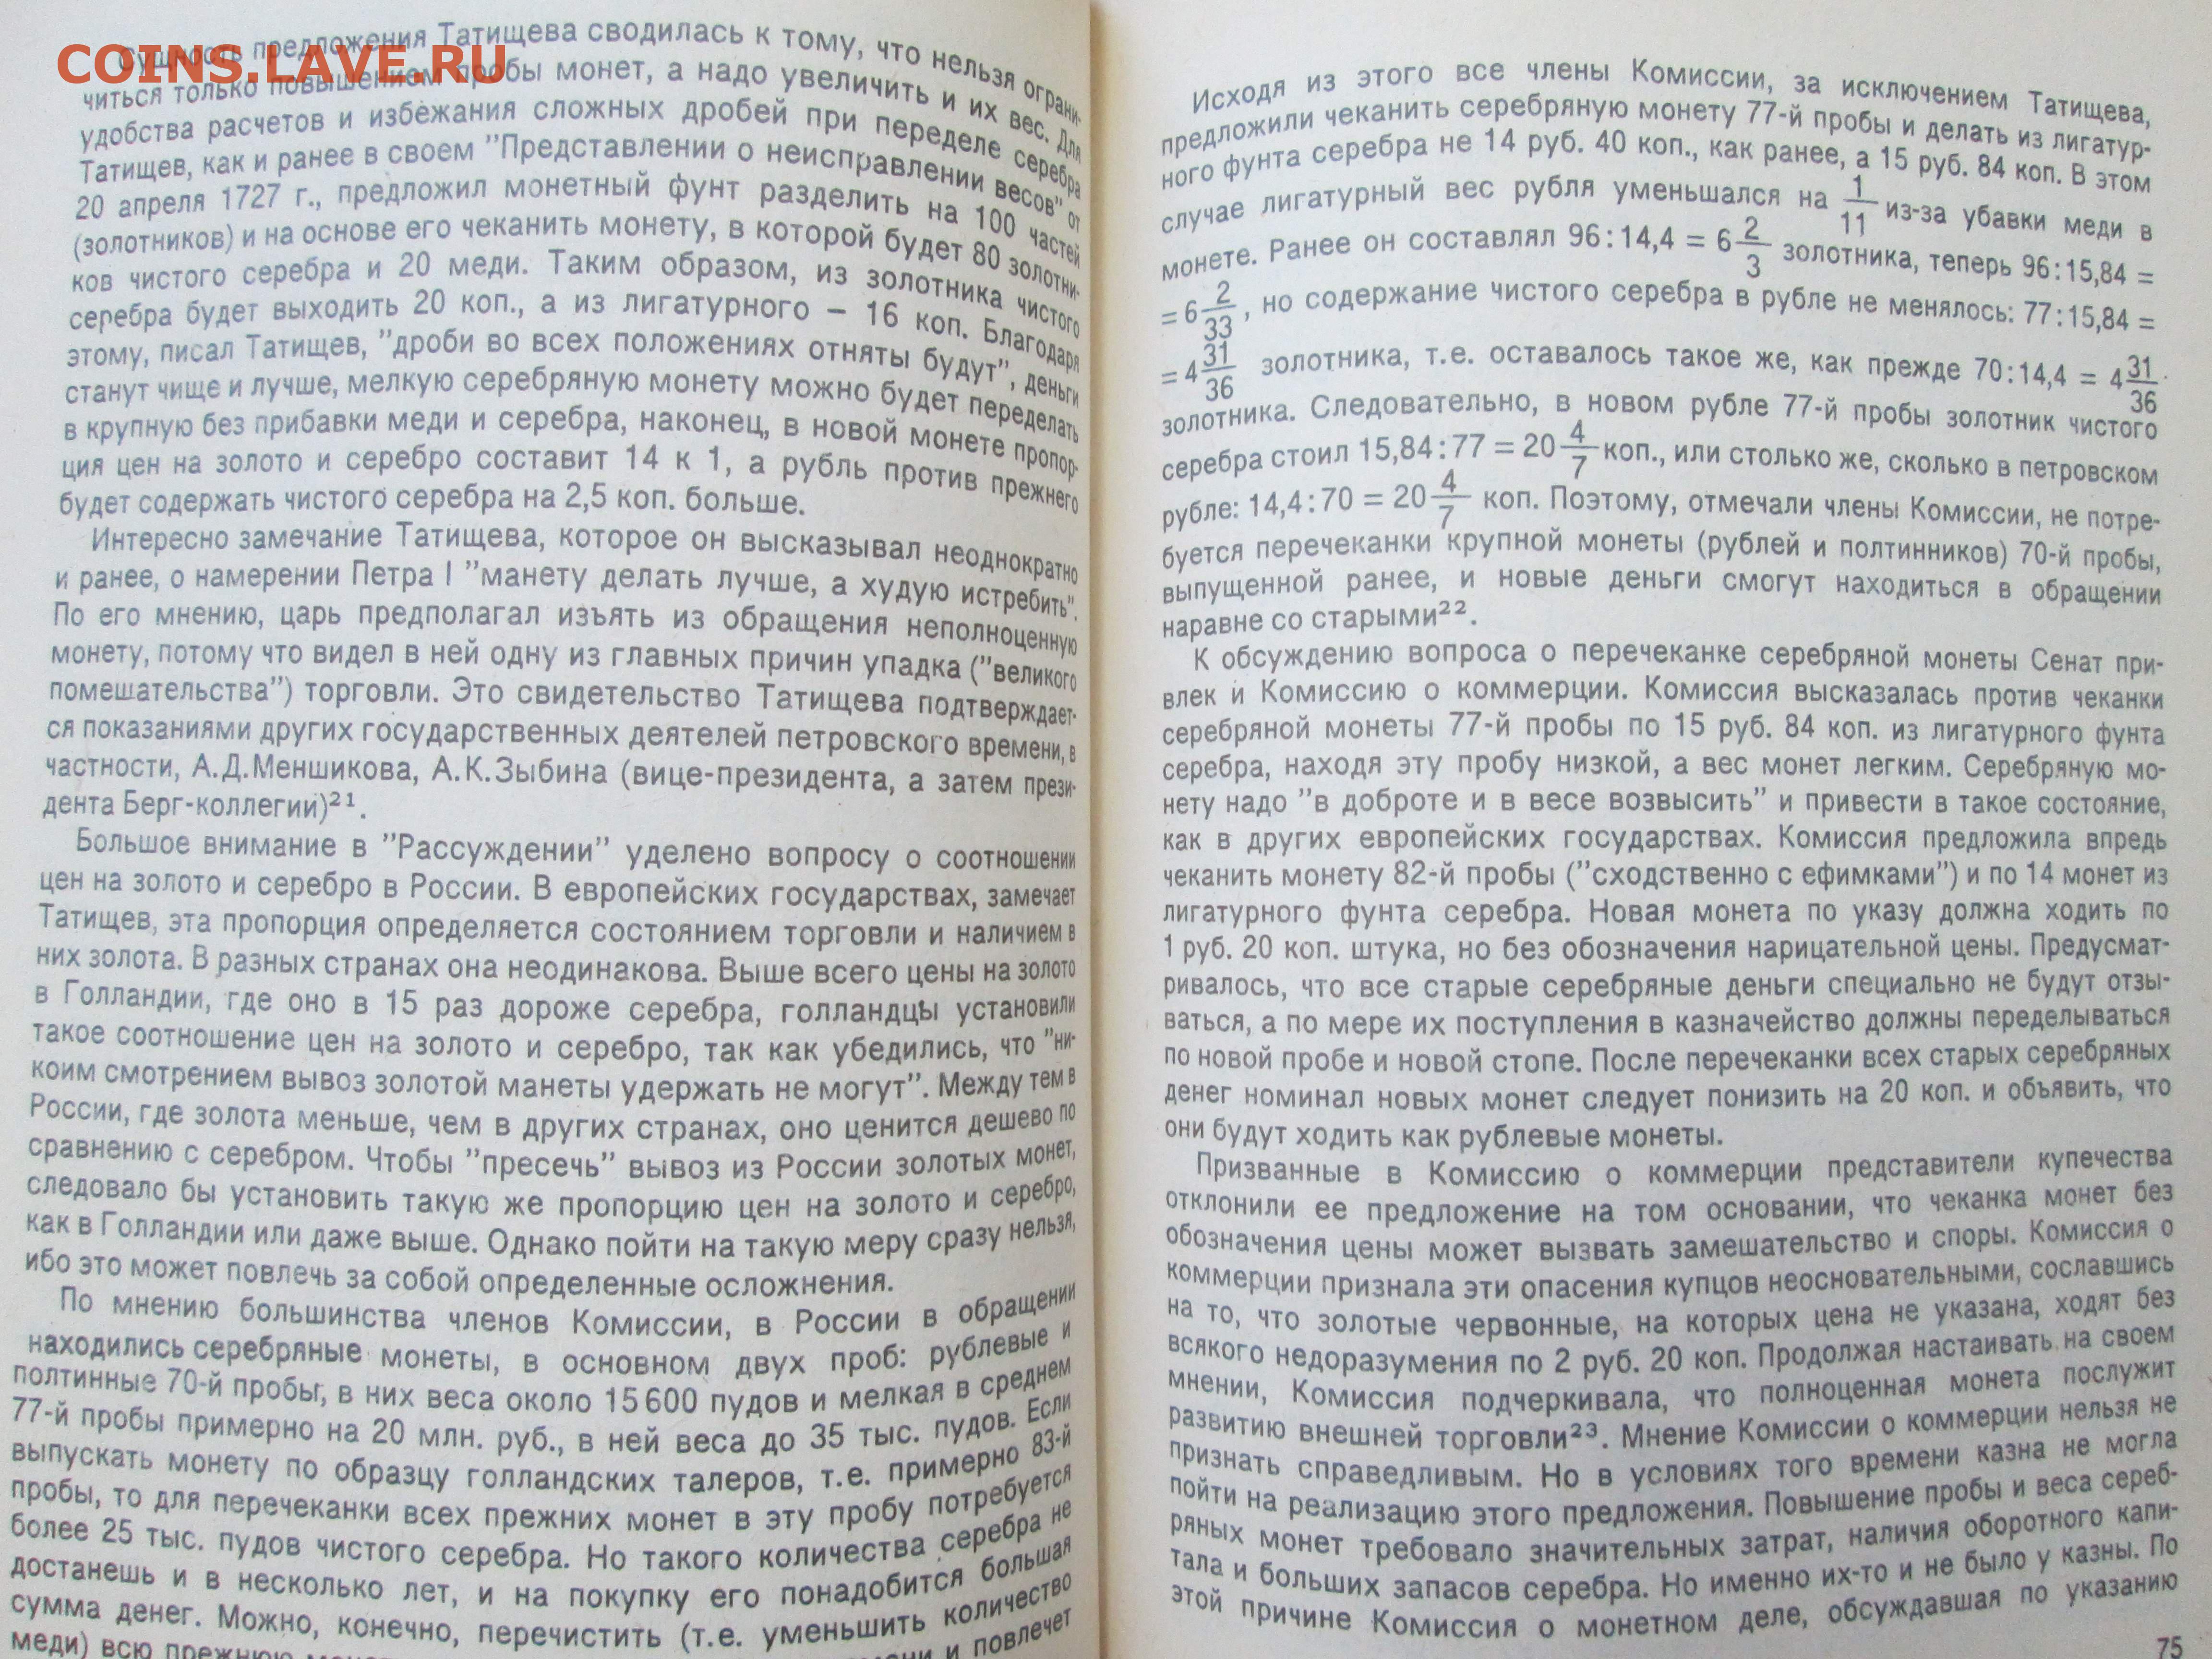 COINS.LAVE.RU
Сущность предложения Татищева сводилась к тому, что нельзя ограни-
читься только повышением пробы монет, а надо увеличить и их вес. Для
удобства расчетов и избежания сложных дробей при переделе серебра
Татищев, как и ранее в своем "Представлении о неисправлении весов" от
20 апреля 1727 г., предложил монетный фунт разделить на 100 частей
(золотников) и на основе его чеканить монету, в которой будет 80 золотни-
ков чистого серебра и 20 меди. Таким образом, из золотника чистого
серебра будет выходить 20 коп., а из лигатурного – 16 коп. Благодаря
этому, писал Татищев, "дроби во всех положениях отняты будут", деньги
станут чище и лучше, мелкую серебряную монету можно будет переделать
в крупную без прибавки меди и серебра, наконец, в новой монете пропор-
ция цен на золото и серебро составит 14 к 1, а рубль против прежнего
будет содержать чистого серебра на 2,5 коп. больше.
Интересно замечание Татищева, которое он высказывал неоднократно
и ранее, о намерении Петра I "манету делать лучше, а худую истребить".
По его мнению, царь предполагал изъять из обращения неполноценную
монету, потому что видел в ней одну из главных причин упадка ("великого
помешательства") торговли. Это свидетельство Татищева подтверждает-
ся показаниями других государственных деятелей петровского времени, в
частности, А.Д.Меншикова, А.К.Зыбина (вице-президента, а затем прези-
дента Берг-коллегии)²¹.
Большое внимание в "Рассуждении" уделено вопросу о соотношении
цен на золото и серебро в России. В европейских государствах, замечает
Татищев, эта пропорция определяется состоянием торговли и наличием в
них золота. В разных странах она неодинакова. Выше всего цены на золото
в Голландии, где оно в 15 раз дороже серебра, голландцы установили
такое соотношение цен на золото и серебро, так как убедились, что "ни-
коим смотрением вывоз золотой манеты удержать не могут". Между тем в
России, где золота меньше, чем в других странах, оно ценится дешево по
сравнению с серебром. Чтобы "пресечь" вывоз из России золотых монет,
следовало бы установить такую же пропорцию цен на золото и серебро,
как в Голландии или даже выше. Однако пойти на такую меру сразу нельзя,
ибо это может повлечь за собой определенные осложнения.
По мнению большинства членов Комиссии, в России в обращении
находились серебряные монеты, в основном двух проб: рублевые и
полтинные 70-й пробы, в них веса около 15 600 пудов и мелкая в среднем
77-й пробы примерно на 20 млн. руб., в ней веса до 35 тыс. пудов. Если
выпускать монету по образцу голландских талеров, т.е. примерно 83-й
пробы, то для перечеканки всех прежних монет в эту пробу потребуется
более 25 тыс. пудов чистого серебра. Но такого количества серебра не
достанешь и в несколько лет, и на покупку его понадобится большая
сумма денег. Можно, конечно, перечистить (т.е. уменьшить количество
меди) всю прежнюю и повлечет
Исходя из этого все члены Комиссии, за исключением Татищева,
предложили чеканить серебряную монету 77-й пробы и делать из лигатур-
ного фунта серебра не 14 руб. 40 коп., как ранее, а 15 руб. 84 коп. В этом
случае лигатурный вес рубля уменьшался на 1/11 из-за убавки меди в
монете. Ранее он составлял 96:14,4 = 6 2/3 золотника, теперь 96:15,84 =
= 6 2/33, но содержание чистого серебра в рубле не менялось: 77:15,84 =
= 4 31/36 золотника, т.е. оставалось такое же, как прежде 70:14,4 = 4 31/36
золотника. Следовательно, в новом рубле 77-й пробы золотник чистого
серебра стоил 15,84:77 = 20 4/7 коп., или столько же, сколько в петровском
рубле: 14,4:70 = 20 4/7 коп. Поэтому, отмечали члены Комиссии, не потре-
буется перечеканки крупной монеты (рублей и полтинников) 70-й пробы,
выпущенной ранее, и новые деньги смогут находиться в обращении
наравне со старыми²².
К обсуждению вопроса о перечеканке серебряной монеты Сенат при-
влек и Комиссию о коммерции. Комиссия высказалась против чеканки
серебряной монеты 77-й пробы по 15 руб. 84 коп. из лигатурного фунта
серебра, находя эту пробу низкой, а вес монет легким. Серебряную мо-
нету надо "в доброте и в весе возвысить" и привести в такое состояние,
как в других европейских государствах. Комиссия предложила впредь
чеканить монету 82-й пробы ("сходственно с ефимками") и по 14 монет из
лигатурного фунта серебра. Новая монета по указу должна ходить по
1 руб. 20 коп. штука, но без обозначения нарицательной цены. Предусмат-
ривалось, что все старые серебряные деньги специально не будут отзы-
ваться, а по мере их поступления в казначейство должны переделываться
по новой пробе и новой стопе. После перечеканки всех старых серебряных
денег номинал новых монет следует понизить на 20 коп. и объявить, что
они будут ходить как рублевые монеты.
Призванные в Комиссию о коммерции представители купечества
отклонили ее предложение на том основании, что чеканка монет без
обозначения цены может вызвать замешательство и споры. Комиссия о
коммерции признала эти опасения купцов неосновательными, сославшись
на то, что золотые червонные, на которых цена не указана, ходят без
всякого недоразумения по 2 руб. 20 коп. Продолжая настаивать на своем
мнении, Комиссия подчеркивала, что полноценная монета послужит
развитию внешней торговли²³. Мнение Комиссии о коммерции нельзя не
признать справедливым. Но в условиях того времени казна не могла
пойти на реализацию этого предложения. Повышение пробы и веса сереб-
ряных монет требовало значительных затрат, наличия оборотного капи-
тала и больших запасов серебра. Но именно их-то и не было у казны. По
этой причине Комиссия о монетном деле, обсуждавшая по указанию
75